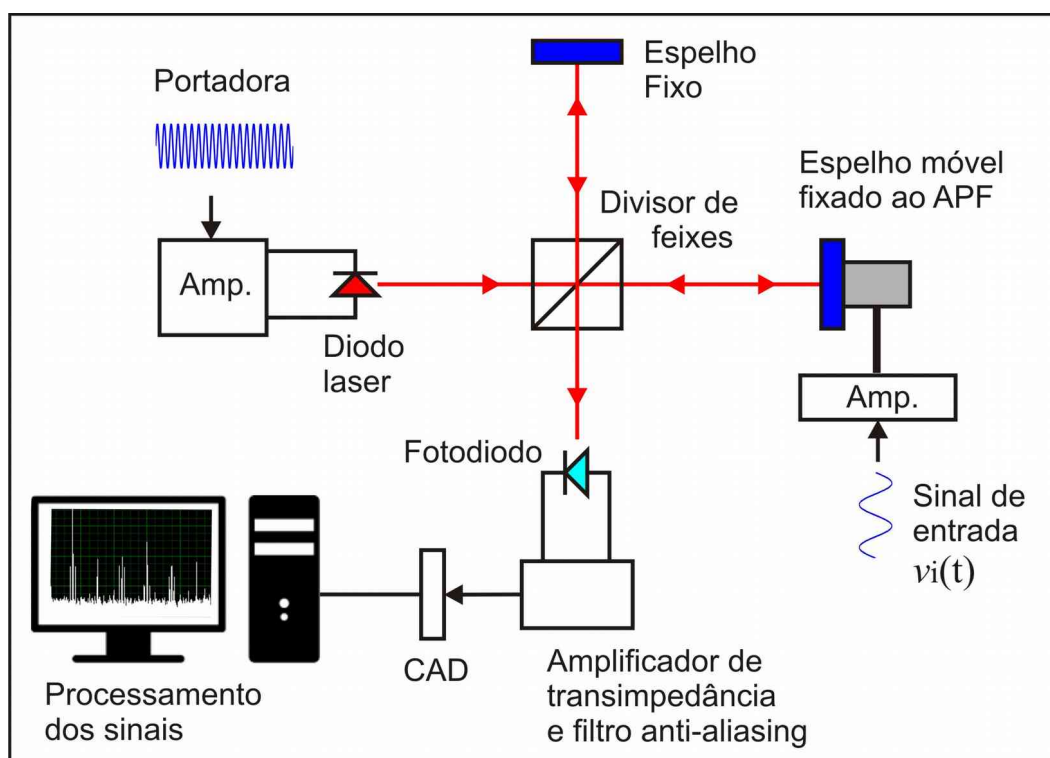 Portadora
Espelho
Fixo
Espelho móvel
fixado ao APF
Divisor de
feixes
Amp.
Diodo
laser
Amp.
Fotodiodo
Sinal de
entrada
vi(t)
CAD
Amplificador de
transimpedância
e filtro anti-aliasing
Processamento
dos sinais